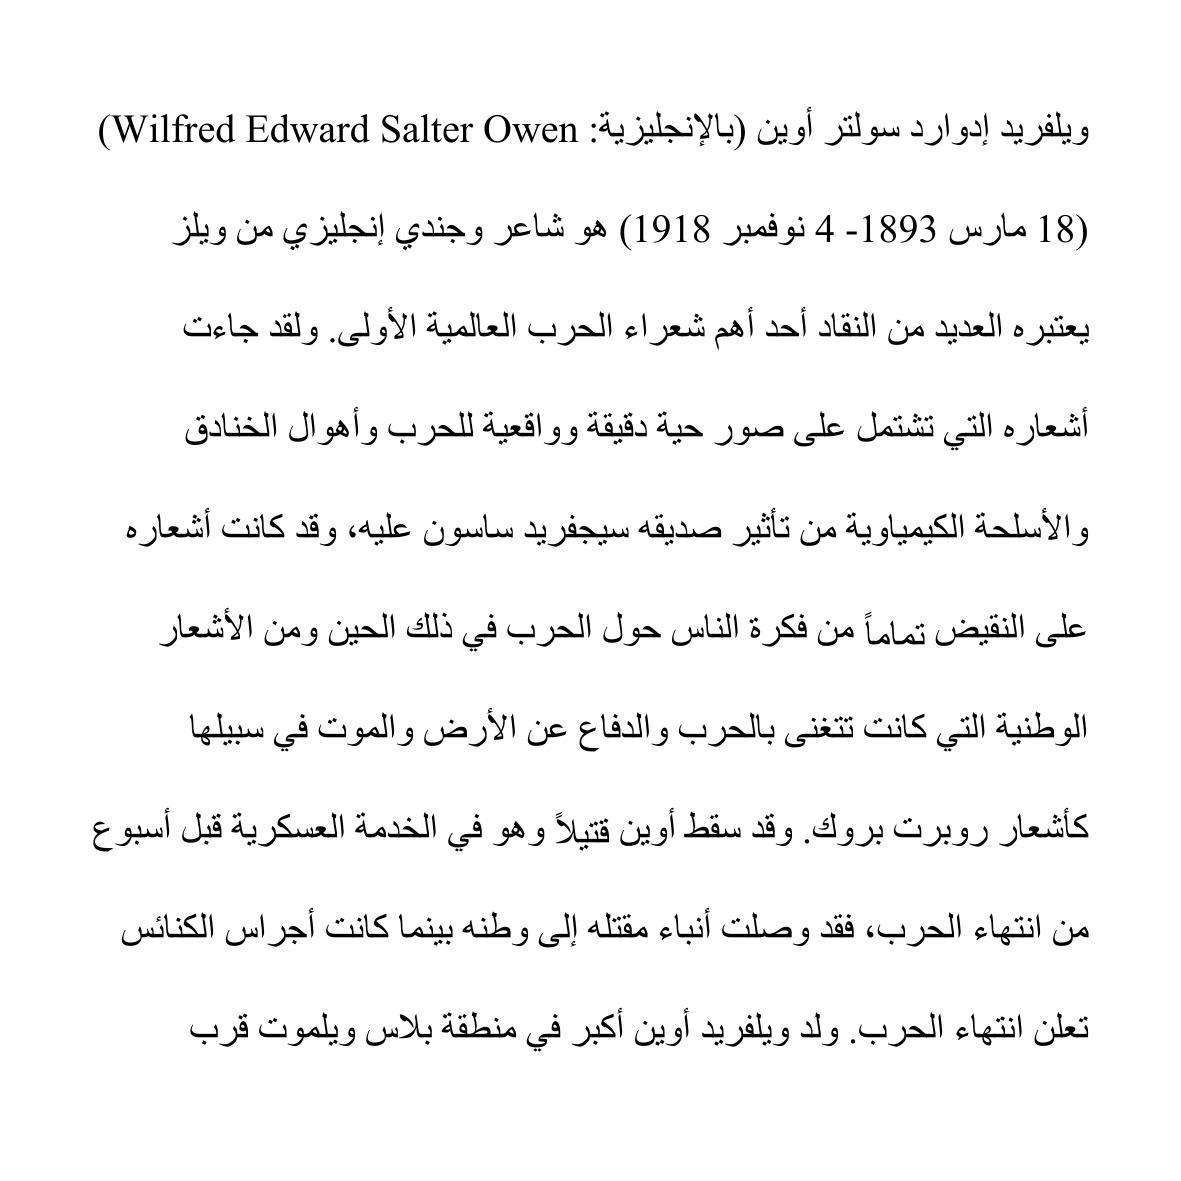 ويلفريد إدوارد سولتر أوين (بالإنجليزية: Wilfred Edward Salter Owen)
(18 مارس 1893- 4 نوفمبر 1918) هو شاعر وجندي إنجليزي من ويلز
يعتبره العديد من النقاد أحد أهم شعراء الحرب العالمية الأولى. ولقد جاءت
أشعاره التي تشتمل على صور حية دقيقة وواقعية للحرب وأهوال الخنادق
والأسلحة الكيمياوية من تأثير صديقه سيجفريد ساسون عليه، وقد كانت أشعاره
على النقيض تماماً من فكرة الناس حول الحرب في ذلك الحين ومن الأشعار
الوطنية التي كانت تتغنى بالحرب والدفاع عن الأرض والموت في سبيلها
كأشعار روبرت بروك. وقد سقط أوين قتيلاً وهو في الخدمة العسكرية قبل أسبوع
من انتهاء الحرب، فقد وصلت أنباء مقتله إلى وطنه بينما كانت أجراس الكنائس
تعلن انتهاء الحرب. ولد ويلفريد أوين أكبر في منطقة بلاس ويلموت قرب